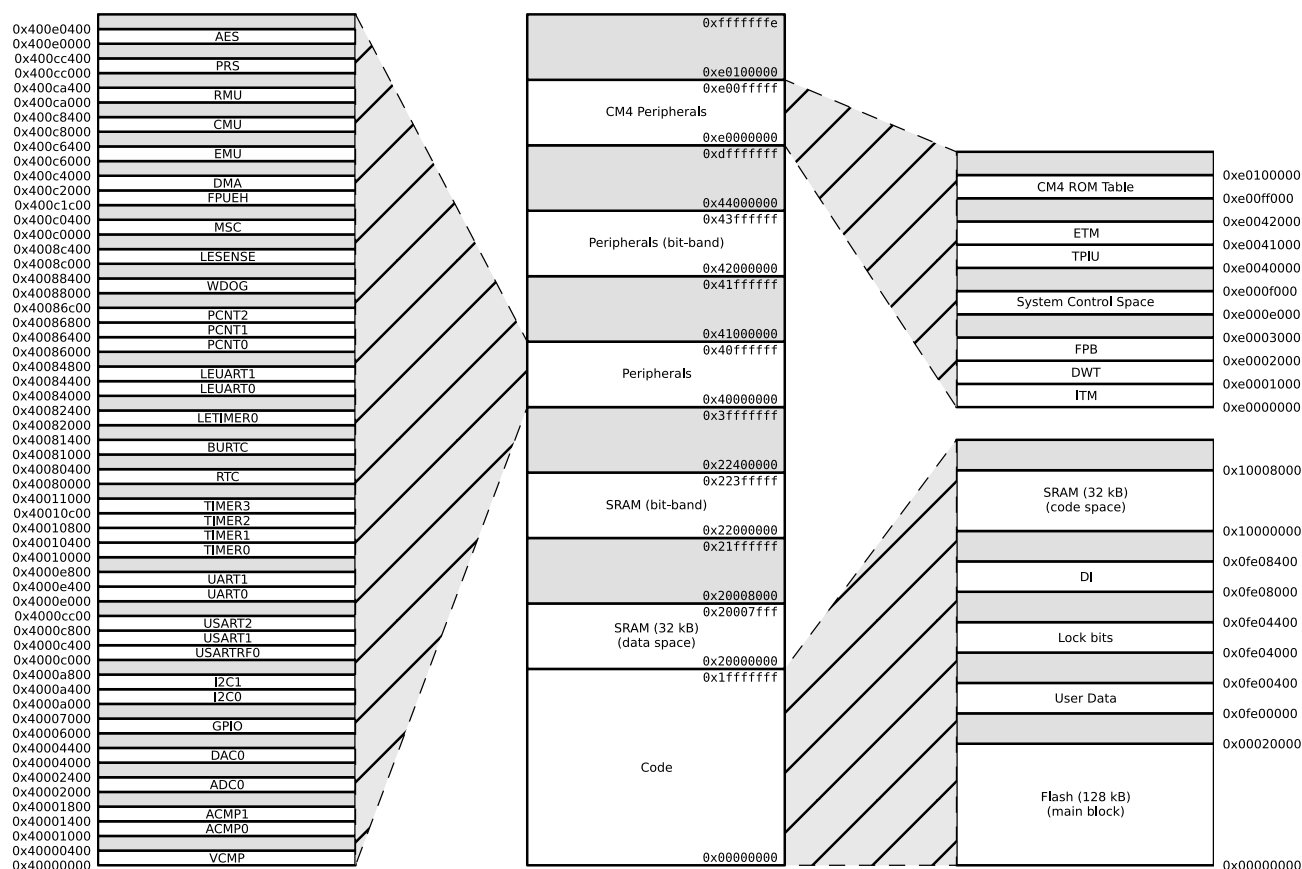 0x400e0400
AES
0x400e0000
0x400cc400
PRS
0x400cc000
0x400ca400
RMU
0x400ca000
0x400c8400
CMU
0x400c8000
0x400c6400
EMU
0x400c6000
0x400c4000
DMA
0x400c2000
FPUEH
0x400c1c00
0x400c0400
MSC
0x400c0000
0x4008c400
LESENSE
0x4008c000
0x40088400
WDOG
0x40088000
0x40086c00
PCNT2
0x40086800
PCNT1
0x40086400
PCNT0
0x40086000
0x40084800
LEUART1
0x40084400
LEUART0
0x40084000
0x40082400
LETIMER0
0x40082000
0x40081400
BURTC
0x40081000
0x40080400
RTC
0x40080000
0x40011000
TIMER3
0x40010c00
TIMER2
0x40010800
TIMER1
0x40010400
TIMER0
0x40010000
0x4000e800
UART1
0x4000e400
UART0
0x4000e000
0x4000cc00
USART2
0x4000c800
USART1
0x4000c400
USARTRF0
0x4000c000
0x4000a800
I2C1
0x4000a400
I2C0
0x4000a000
0x40007000
GPIO
0x40006000
0x40004400
DAC0
0x40004000
0x40002400
ADC0
0x40002000
0x40001800
ACMP1
0x40001400
ACMP0
0x40001000
0x40000400
VCMP
0x40000000
0xfffffffe
0xe0100000
0xe00fffff
CM4 Peripherals
0xe0000000
0xdfffffff
0x44000000
0x43ffffff
Peripherals (bit-band)
0x42000000
0x41ffffff
0x41000000
0x40ffffff
Peripherals
0x40000000
0x3fffffff
0x22400000
0x223fffff
SRAM (bit-band)
0x22000000
0x21ffffff
0x20008000
0x20007fff
SRAM (32 kB)
(data space)
0x20000000
0x1fffffff
Code
0x00000000
0xe0100000
CM4 ROM Table
0xe00ff000
0xe0042000
ETM
0xe0041000
TPIU
0xe0040000
0xe000f000
System Control Space
0xe000e000
0xe0003000
FPB
0xe0002000
DWT
0xe0001000
ITM
0xe0000000
0x10008000
SRAM (32 kB)
(code space)
0x10000000
0x0fe08400
DI
0x0fe08000
0x0fe04400
Lock bits
0x0fe04000
0x0fe00400
User Data
0x0fe00000
0x00020000
Flash (128 kB)
(main block)
0x00000000